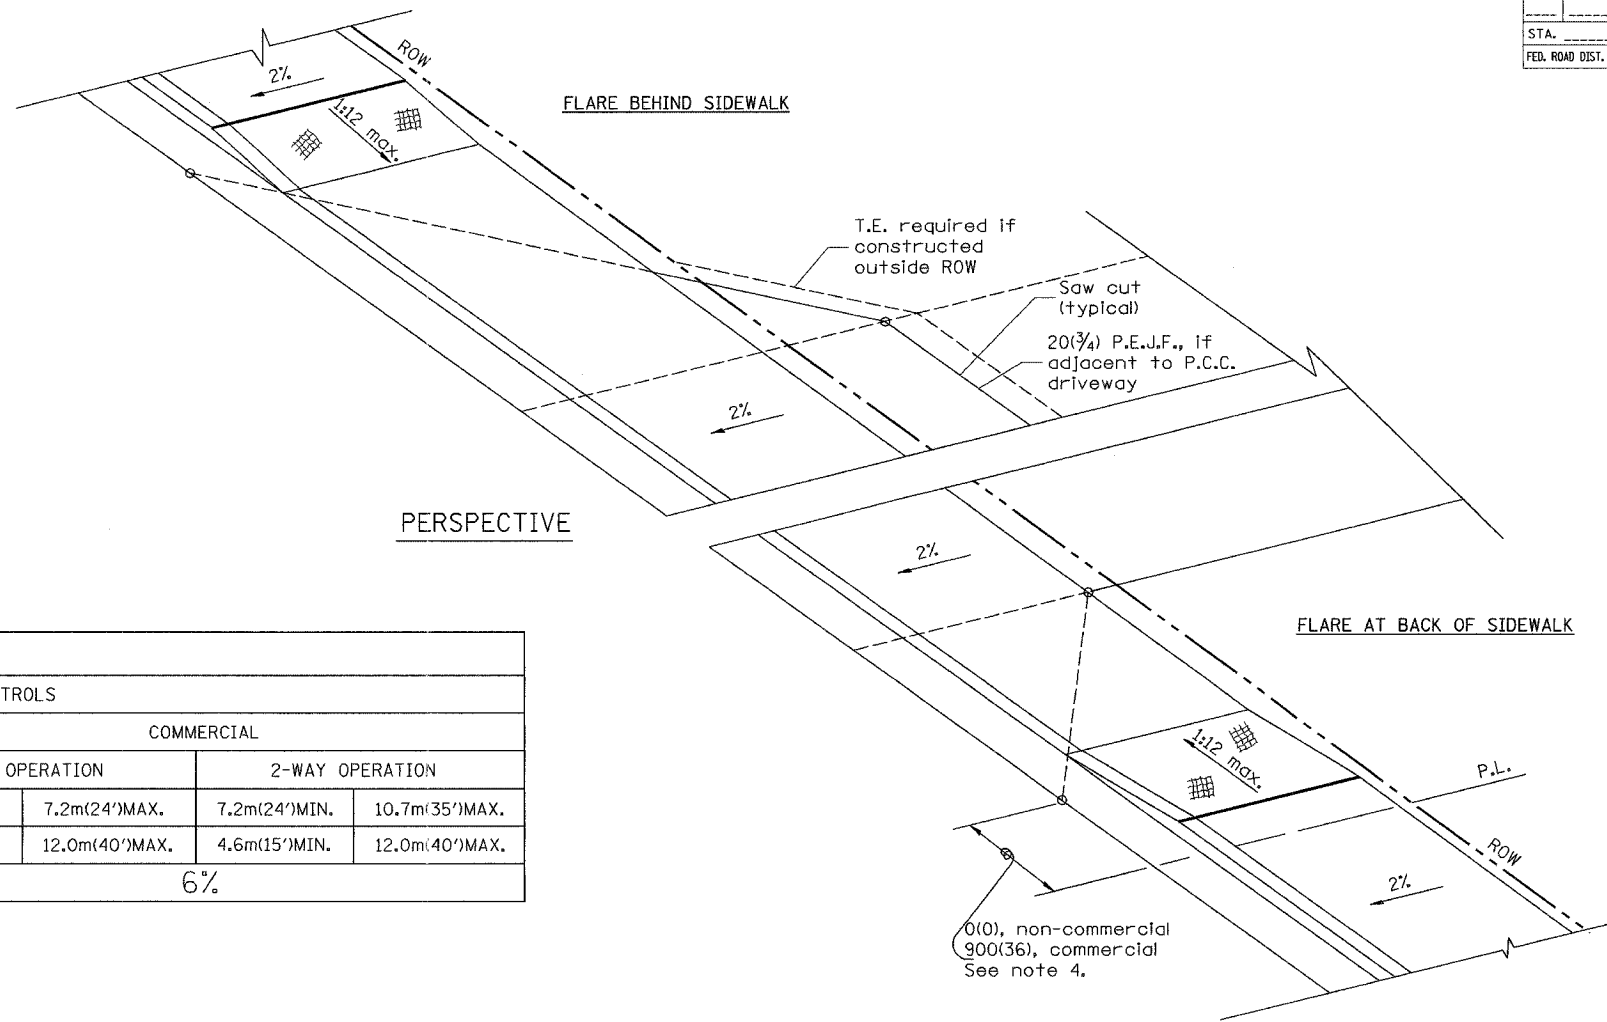 STA.
FED. ROAD DIST.
ROW
2%
FLARE BEHIND SIDEWALK
1:12 max.
T.E. required if
constructed
outside ROW
Saw cut
(typical)
20(3/4) P.E.J.F., if
adjacent to P.C.C.
driveway
2%
PERSPECTIVE
2%
FLARE AT BACK OF SIDEWALK
1:12 max.
P.L.
ROW
2%
0(0), non-commercial
900(36), commercial
See note 4.
TROLS
COMMERCIAL
OPERATION 2-WAY OPERATION
7.2m(24')MAX. 7.2m(24')MIN. 10.7m(35')MAX.
12.0m(40')MAX. 4.6m(15')MIN. 12.0m(40')MAX.
6%